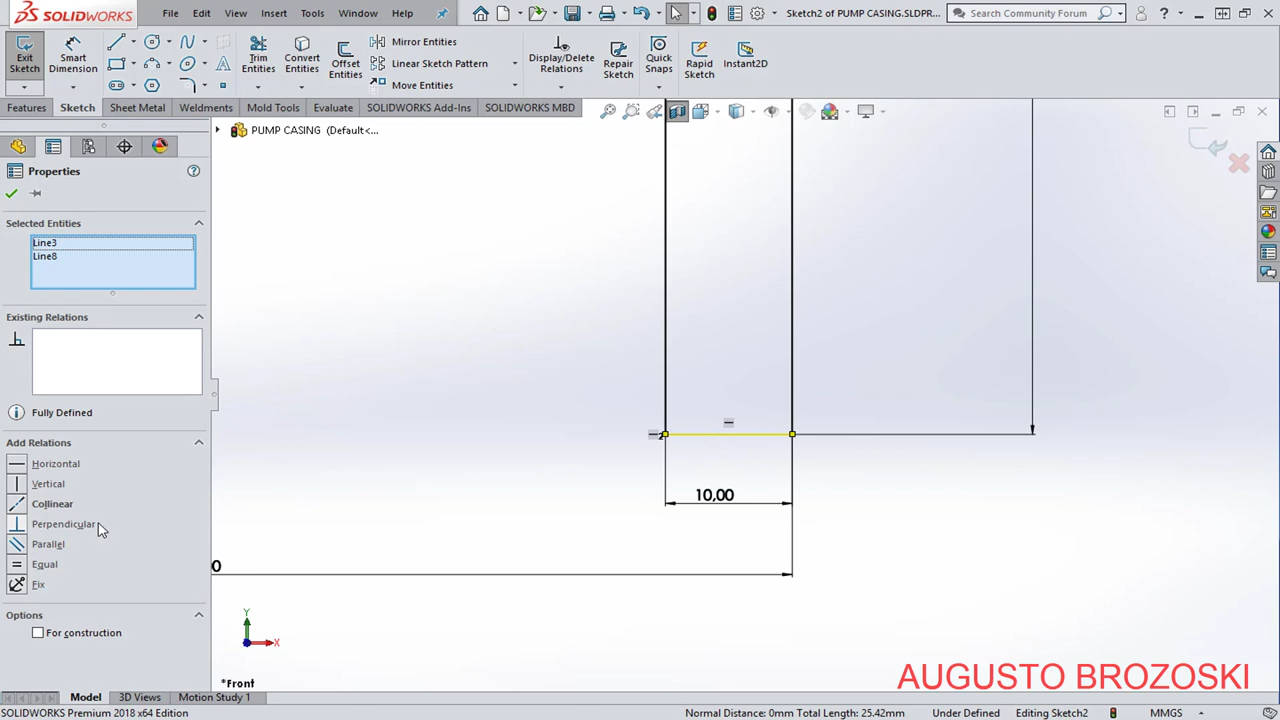 SOLIDWORKS
File Edit View Insert Tools Window Help
Sketch2 of PUMP CASING.SLDPR...
Search Community Forum
Exit Sketch
Smart Dimension
Trim Entities
Convert Entities
Offset Entities
Mirror Entities
Linear Sketch Pattern
Move Entities
Display/Delete Relations
Repair Sketch
Quick Snaps
Rapid Sketch
Instant2D
Features Sketch Sheet Metal Weldments Mold Tools Evaluate SOLIDWORKS Add-Ins SOLIDWORKS MBD
PUMP CASING (Default<...
Properties
Selected Entities
Line3
Line8
Existing Relations
Fully Defined
Add Relations
Horizontal
Vertical
Collinear
Perpendicular
Parallel
Equal
Fix
Options
For construction
2
10,00
0
Y
X
*Front
AUGUSTO BROZOSKI
Model 3D Views Motion Study 1
SOLIDWORKS Premium 2018 x64 Edition
Normal Distance: 0mm Total Length: 25.42mm Under Defined Editing Sketch2 MMGS